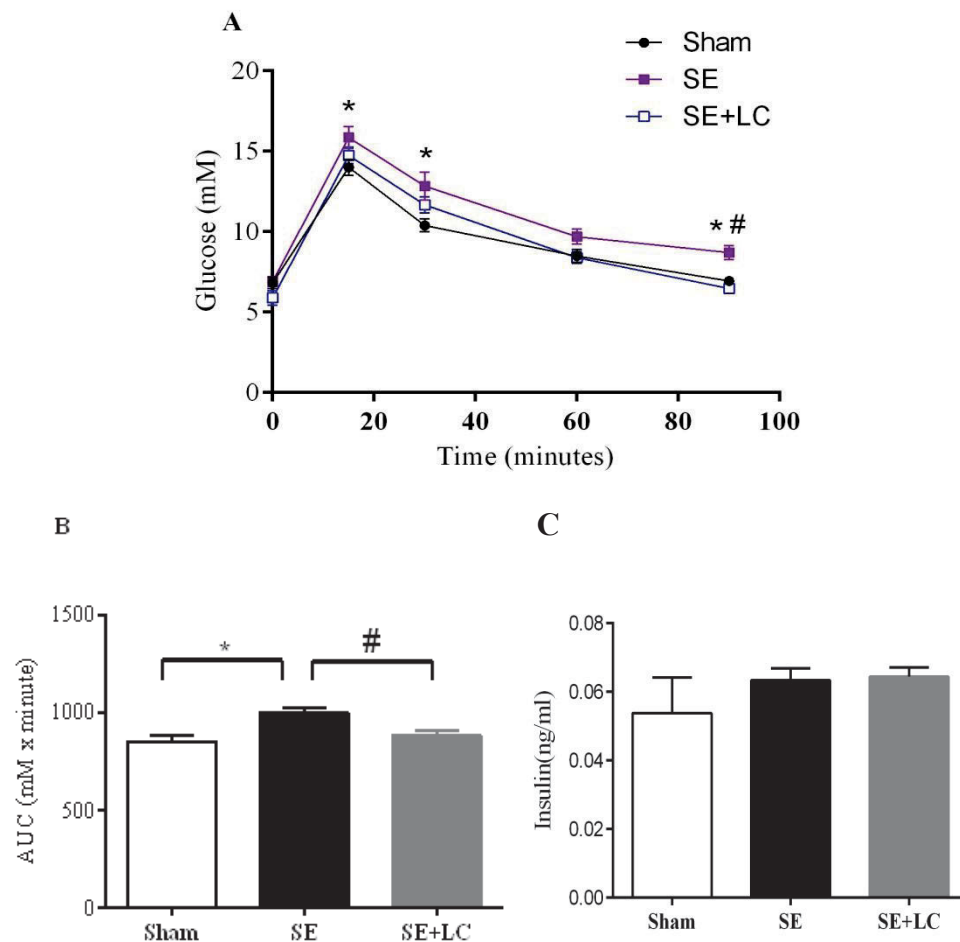 A
Sham
SE
SE+LC
20
15
10
5
0
Glucose (mM)
*
*
* #
0 20 40 60 80 100
Time (minutes)
B
1500
1000
500
0
AUC (mM x minute)
*
#
Sham SE SE+LC
C
0.08
0.06
0.04
0.02
0.00
Insulin(ng/ml)
Sham SE SE+LC